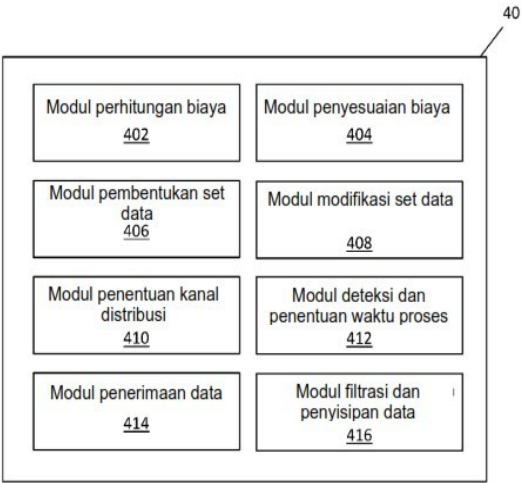 40
Modul perhitungan biaya
402
Modul penyesuaian biaya
404
Modul pembentukan set
data
406
Modul modifikasi set data
408
Modul penentuan kanal
distribusi
410
Modul deteksi dan
penentuan waktu proses
412
Modul penerimaan data
414
Modul filtrasi dan
penyisipan data
416